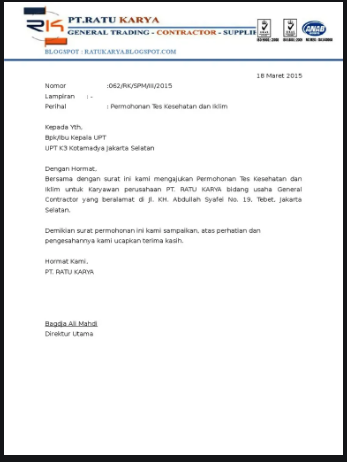 RK
PT.RATU KARYA
GENERAL TRADING - CONTRACTOR - SUPPLIE
BLOGSPOT : RATUKARYA.BLOGSPOT.COM
18 Maret 2015
Nomor :062/RK/SPM/III/2015
Lampiran : -
Perihal : Permohonan Tes Kesehatan dan Iklim
Kepada Yth.
Bpk/Ibu Kepala UPT
UPT K3 Kotamadya Jakarta Selatan
Dengan Hormat,
Bersama dengan surat ini kami mengajukan Permohonan Tes Kesehatan dan
Iklim untuk Karyawan perusahaan PT. RATU KARYA bidang usaha General
Contractor yang beralamat di Jl. KH. Abdullah Syafei No. 19, Tebet, Jakarta
Selatan.
Demikian surat permohonan ini kami sampaikan, atas perhatian dan
pengesahannya kami ucapkan terima kasih.
Hormat Kami,
PT. RATU KARYA
Bagdja Ali Mahdi
Direktur Utama